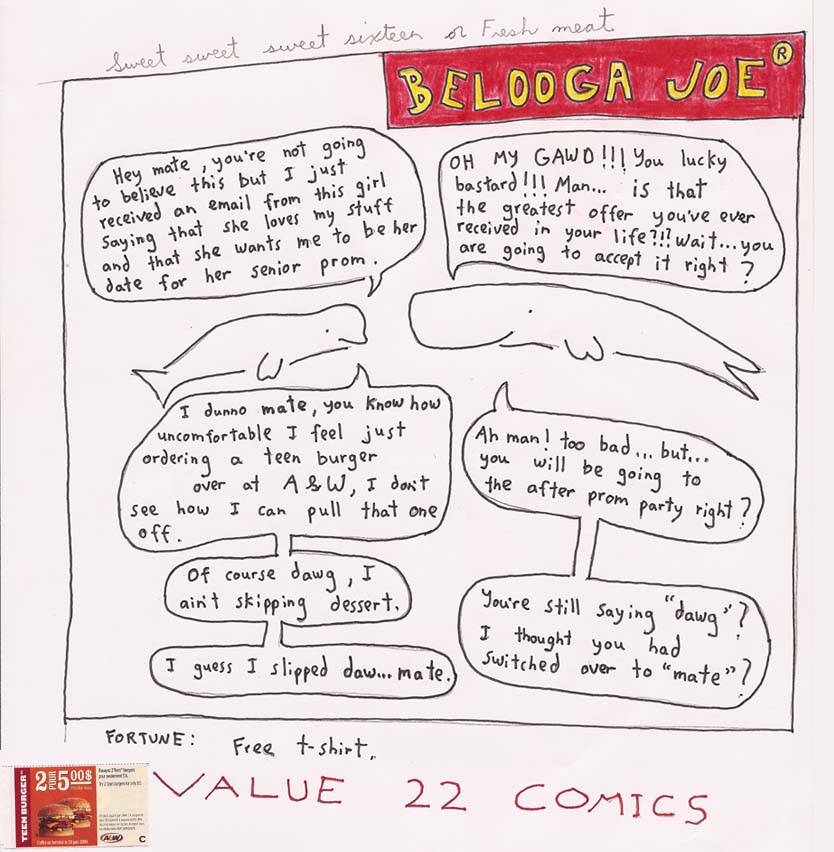 Sweet sweet sweet sixteen or Fresh meat
BELOOGA JOE®
Hey mate, you're not going
to believe this but I just
received an email from this girl
saying that she loves my stuff
and that she wants me to be her
date for her senior prom.
OH MY GAWD!!! You lucky
bastard!!! Man... is that
the greatest offer you've ever
received in your life?!!? Wait...you
are going to accept it right?
I dunno mate, you know how
uncomfortable I feel just
ordering a teen burger
over at A&W, I don't
see how I can pull that one
off.
Ah man! too bad... but...
you will be going to
the after prom party right?
Of course dawg, I
ain't skipping dessert.
You're still saying "dawg"?
I thought you had
switched over to "mate"?
I guess I slipped daw...mate.
FORTUNE: Free t-shirt.
TEEN BURGER
2 POUR 5.00$
A&W
C
VALUE 22 COMICS